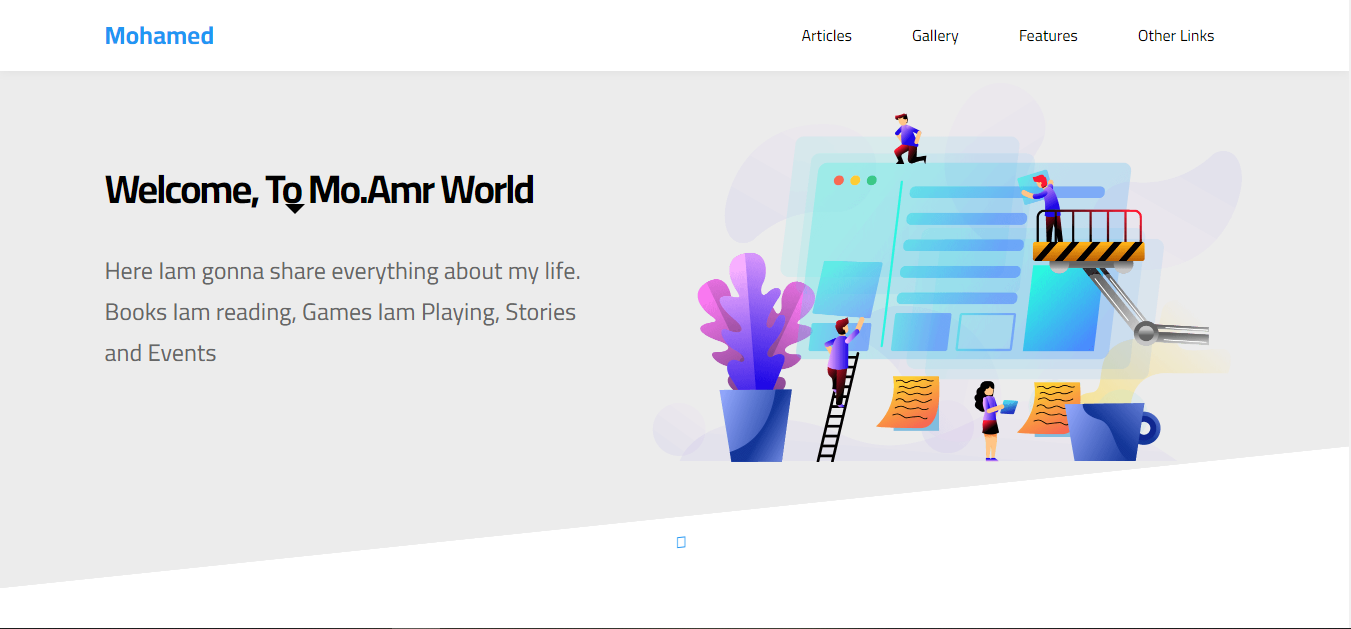 Mohamed
Articles
Gallery
Features
Other Links
Welcome, To Mo.Amr World
Here Iam gonna share everything about my life.
Books Iam reading, Games Iam Playing, Stories
and Events